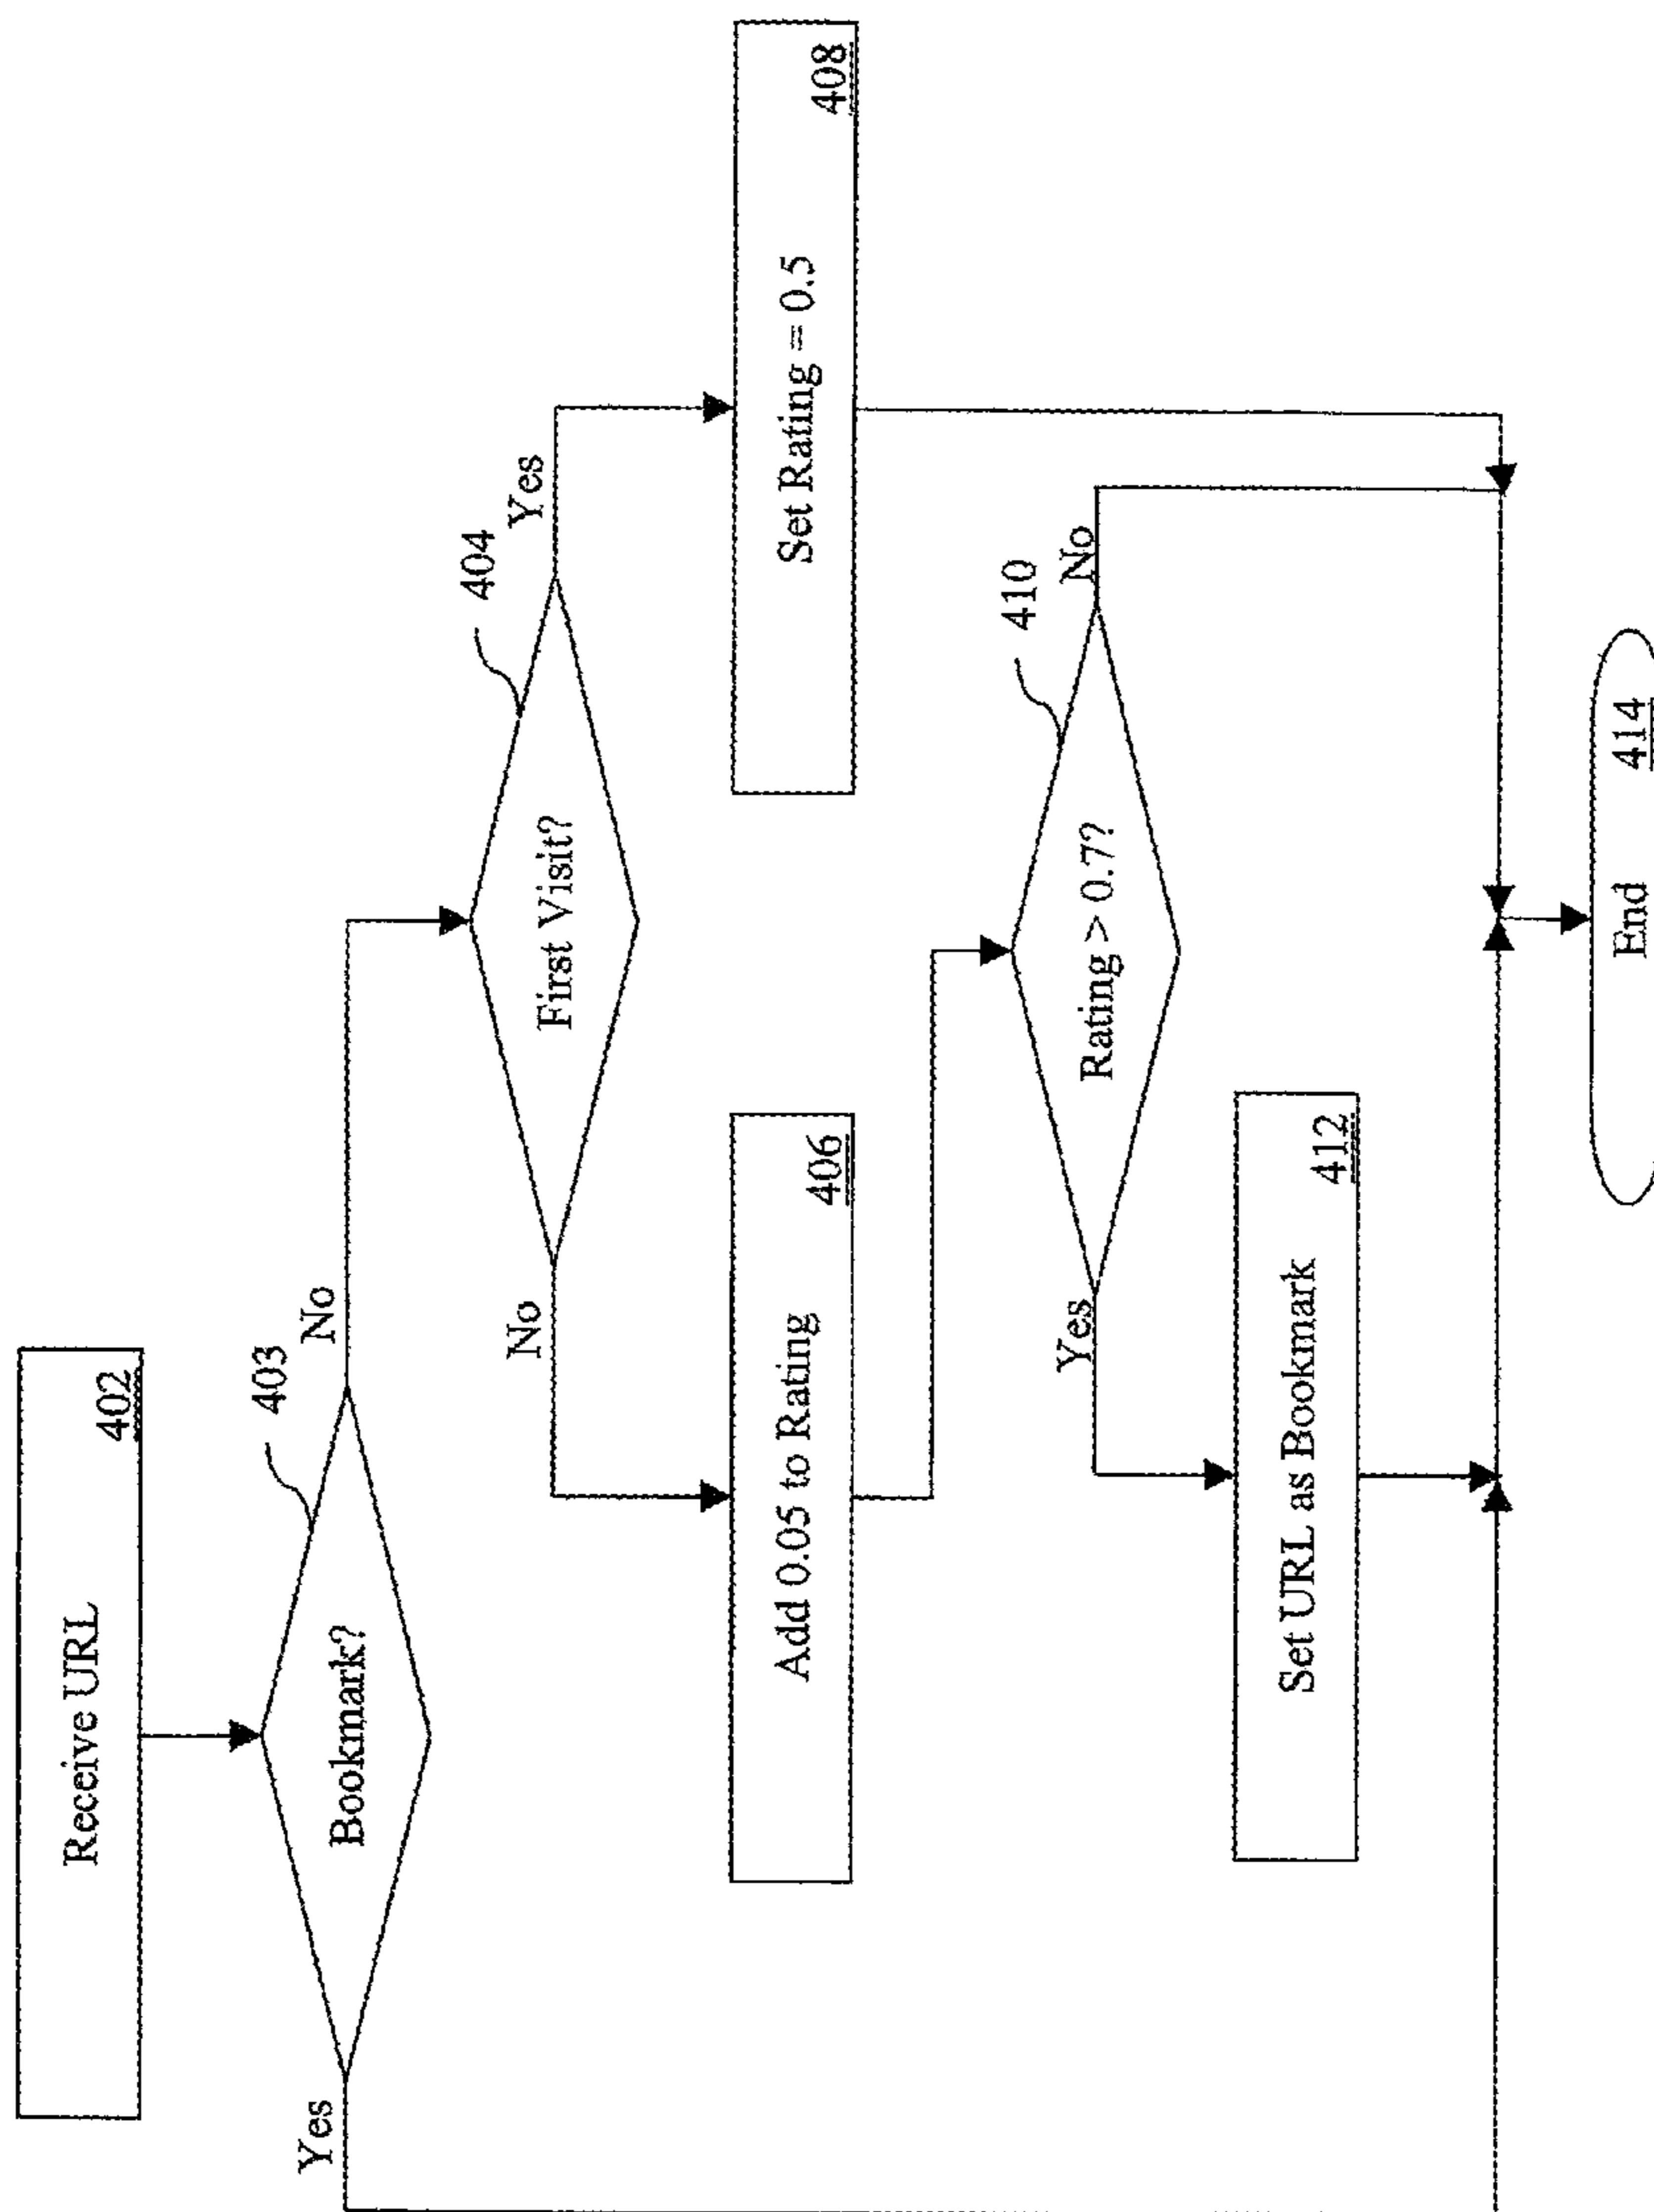 Receive URL
402
403
Bookmark?
Yes
No
404
First Visit?
No
Yes
Add 0.05 to Rating
406
Set Rating = 0.5
408
410
Rating > 0.7?
Yes
No
Set URL as Bookmark
412
End
414